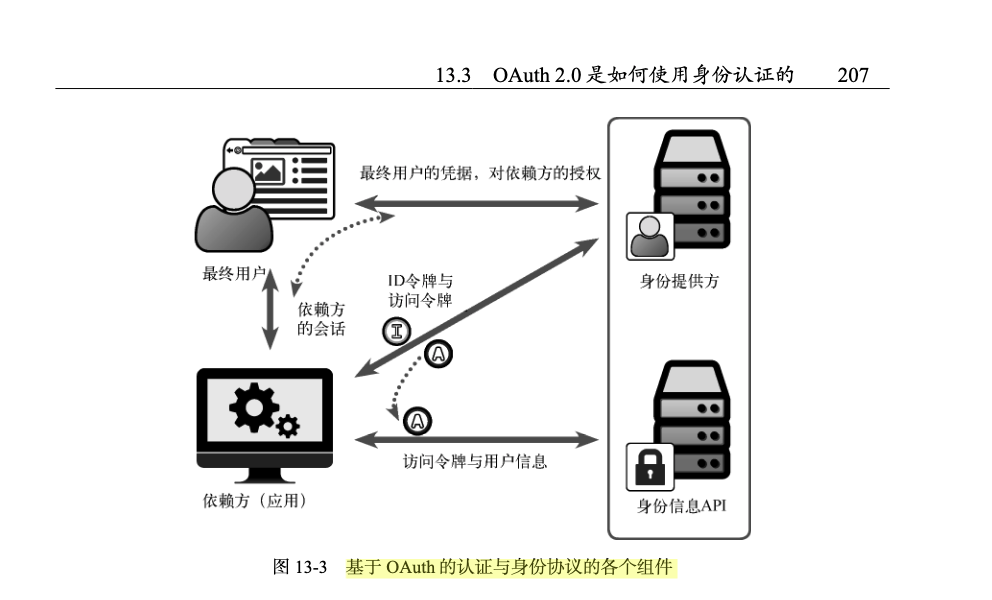 13.3 OAuth 2.0 是如何使用身份认证的 207
最终用户的凭据，对依赖方的授权
最终用户
ID令牌与
访问令牌
身份提供方
依赖方
的会话
I
A
A
访问令牌与用户信息
依赖方（应用）
身份信息API
图 13-3 基于 OAuth 的认证与身份协议的各个组件